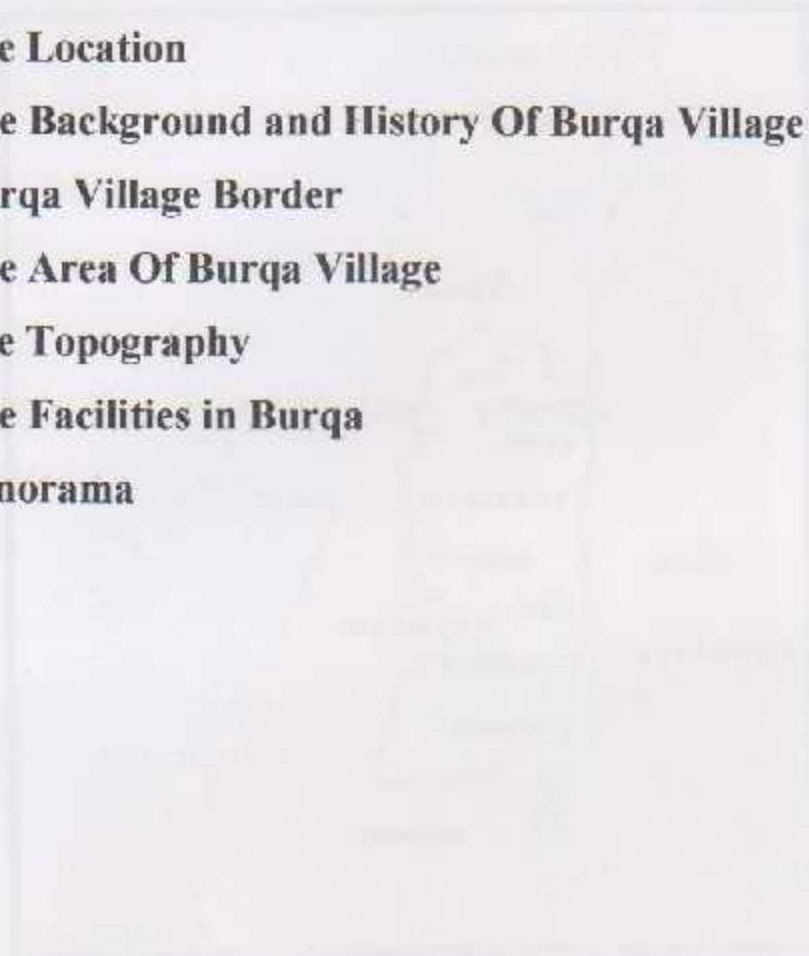 e Location
e Background and History Of Burqa Village
rqa Village Border
e Area Of Burqa Village
e Topography
e Facilities in Burqa
norama